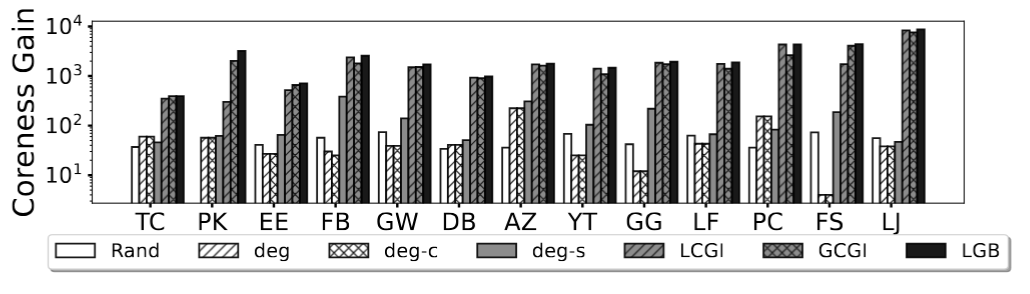 Coreness Gain
10^4
10^3
10^2
10^1
TC PK EE FB GW DB AZ YT GG LF PC FS LJ
Rand deg deg-c deg-s LCGI GCGI LGB